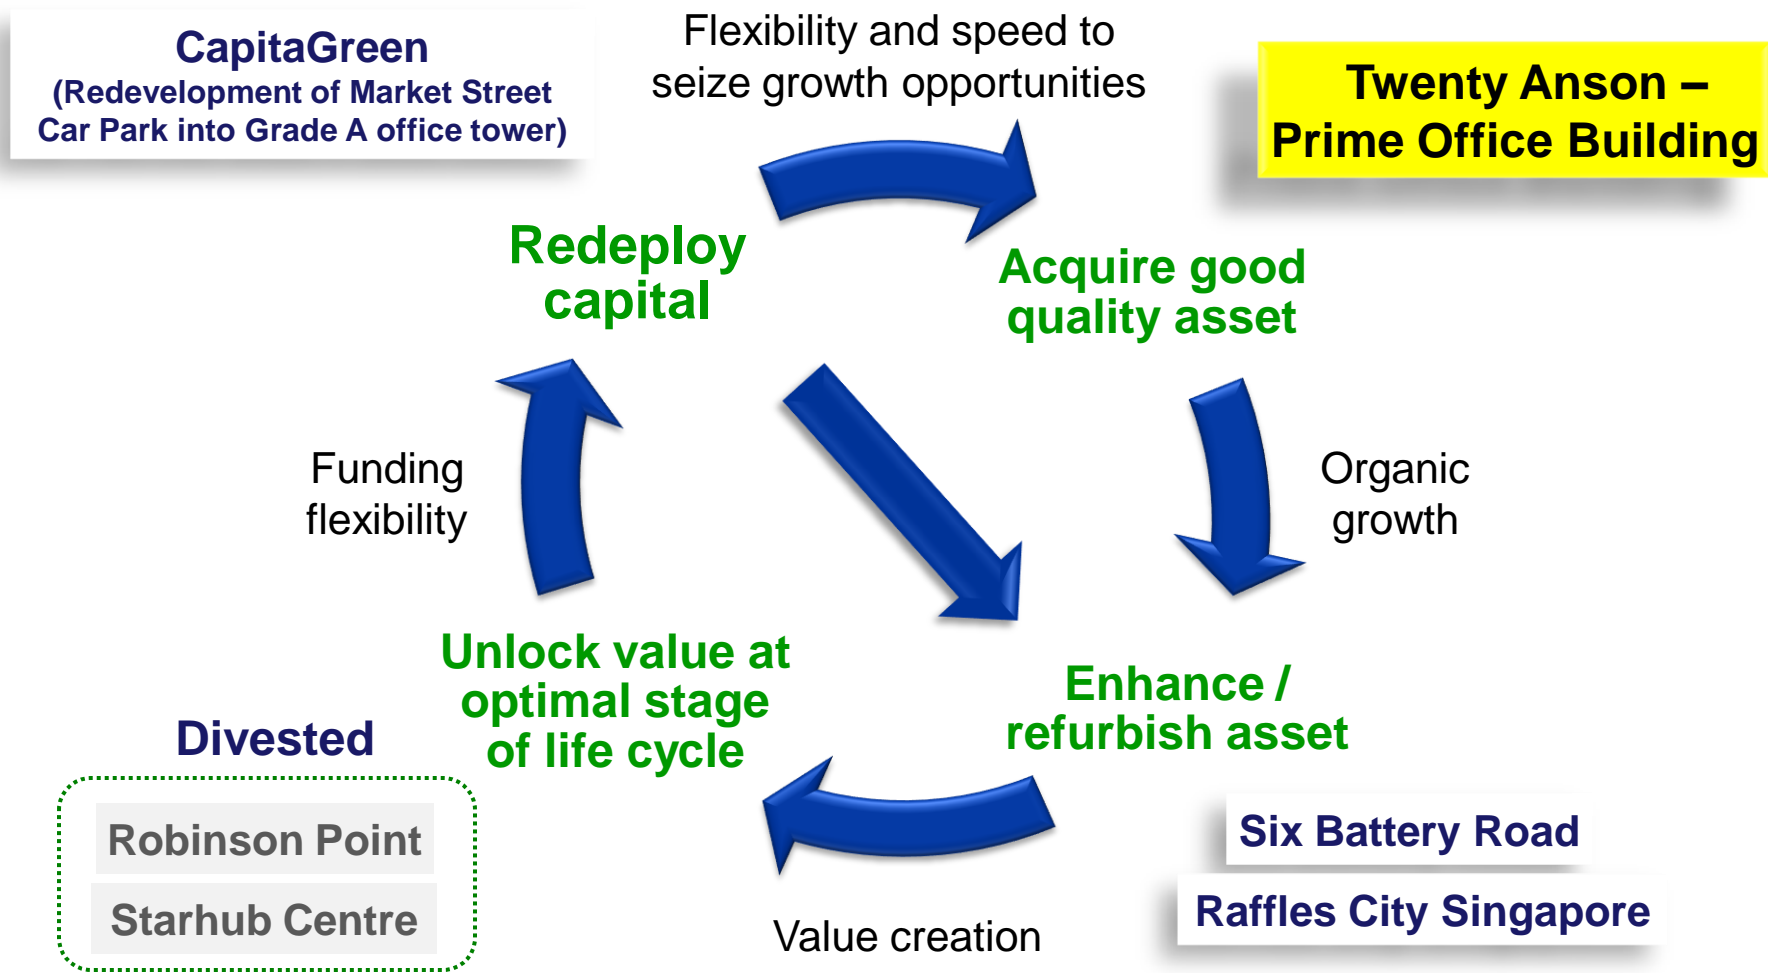 CapitaGreen
(Redevelopment of Market Street
Car Park into Grade A office tower)
Flexibility and speed to
seize growth opportunities
Twenty Anson –
Prime Office Building
Redeploy
capital
Acquire good
quality asset
Funding
flexibility
Organic
growth
Unlock value at
optimal stage
of life cycle
Enhance /
refurbish asset
Divested
Robinson Point
Starhub Centre
Value creation
Six Battery Road
Raffles City Singapore